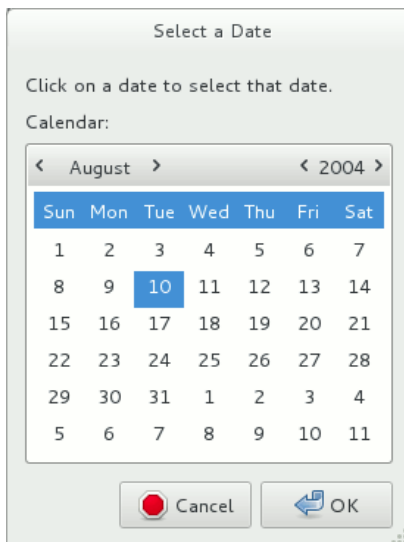 Select a Date
Click on a date to select that date.
Calendar:
< August > < 2004 >
Sun Mon Tue Wed Thu Fri Sat
1 2 3 4 5 6 7
8 9 10 11 12 13 14
15 16 17 18 19 20 21
22 23 24 25 26 27 28
29 30 31 1 2 3 4
5 6 7 8 9 10 11
Cancel OK